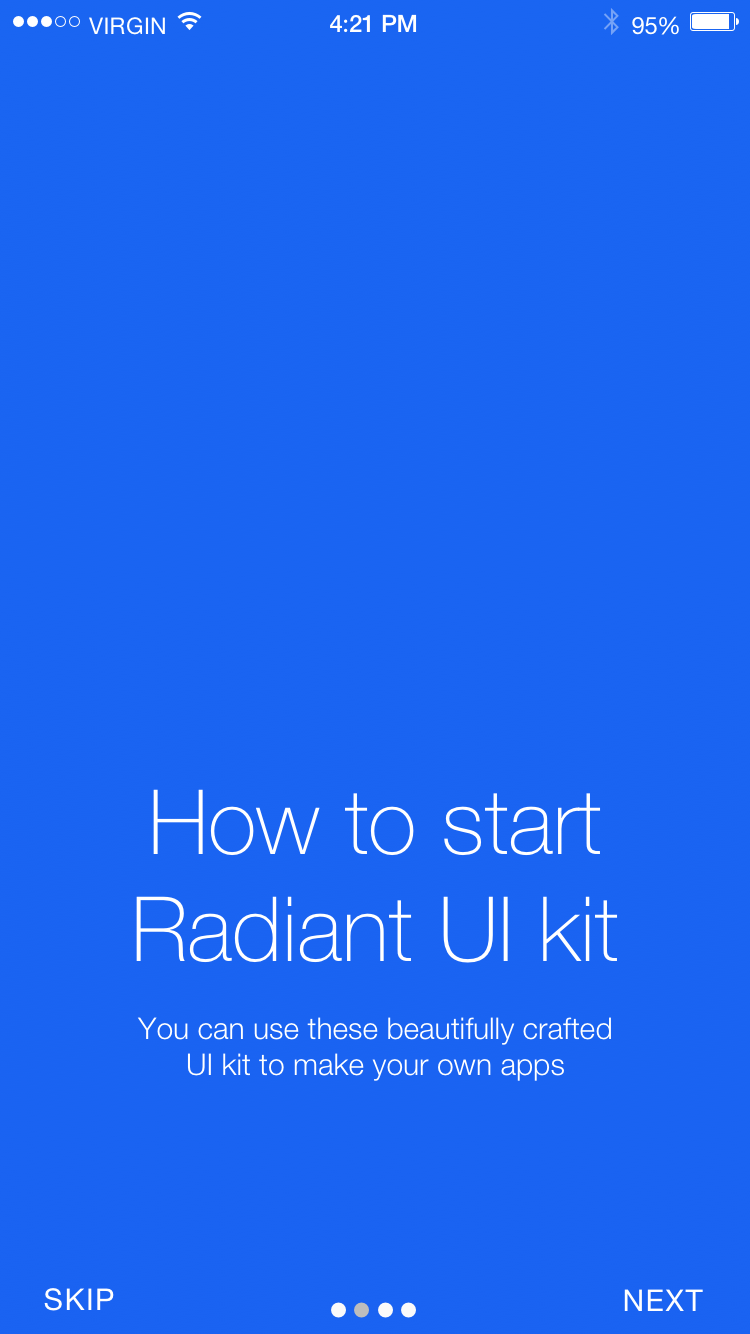 VIRGIN 4:21 PM 95%
How to start
Radiant UI kit
You can use these beautifully crafted
UI kit to make your own apps
SKIP NEXT